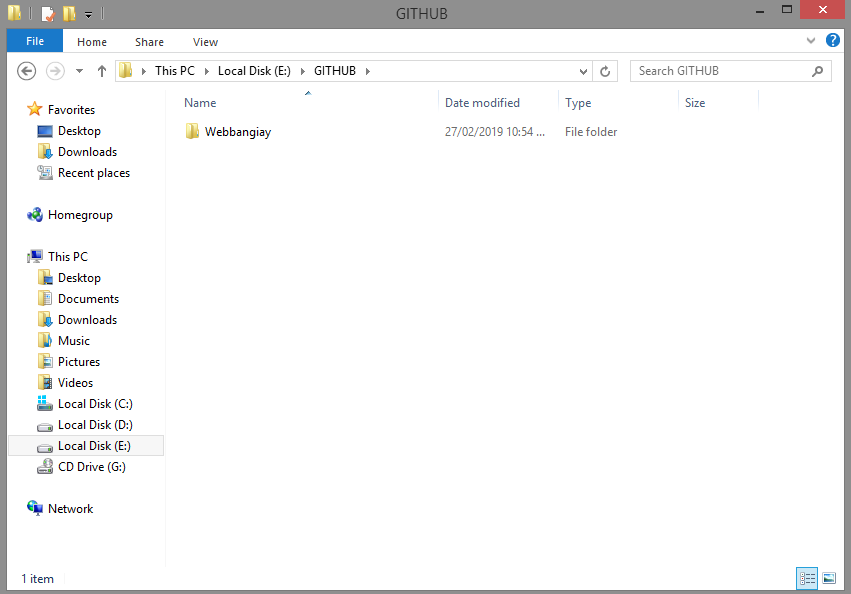 GITHUB
File Home Share View
This PC Local Disk (E:) GITHUB Search GITHUB
Name Date modified Type Size
Webbangiay 27/02/2019 10:54 ... File folder
Favorites
Desktop
Downloads
Recent places
Homegroup
This PC
Desktop
Documents
Downloads
Music
Pictures
Videos
Local Disk (C:)
Local Disk (D:)
Local Disk (E:)
CD Drive (G:)
Network
1 item